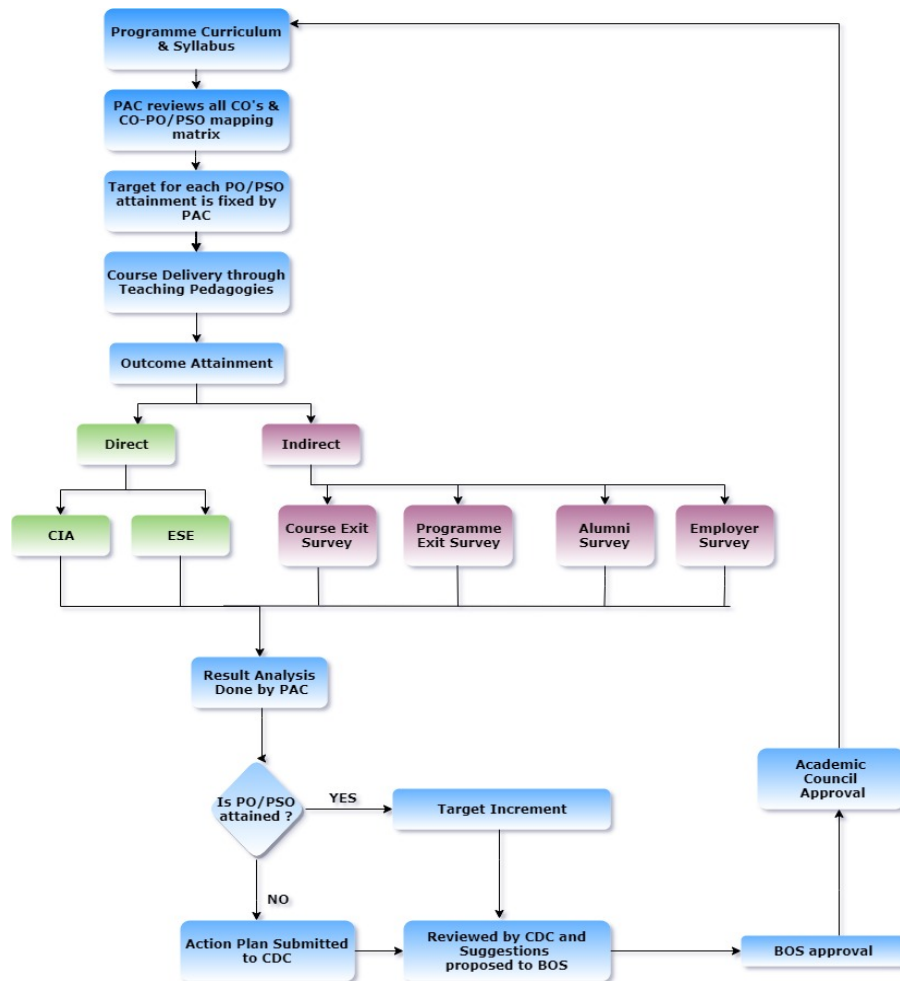 Programme Curriculum
& Syllabus
PAC reviews all CO's &
CO-PO/PSO mapping
matrix
Target for each PO/PSO
attainment is fixed by
PAC
Course Delivery through
Teaching Pedagogies
Outcome Attainment
Direct
Indirect
CIA
ESE
Course Exit
Survey
Programme
Exit Survey
Alumni
Survey
Employer
Survey
Result Analysis
Done by PAC
Is PO/PSO
attained ?
YES
Target Increment
NO
Action Plan Submitted
to CDC
Reviewed by CDC and
Suggestions
proposed to BOS
BOS approval
Academic
Council
Approval